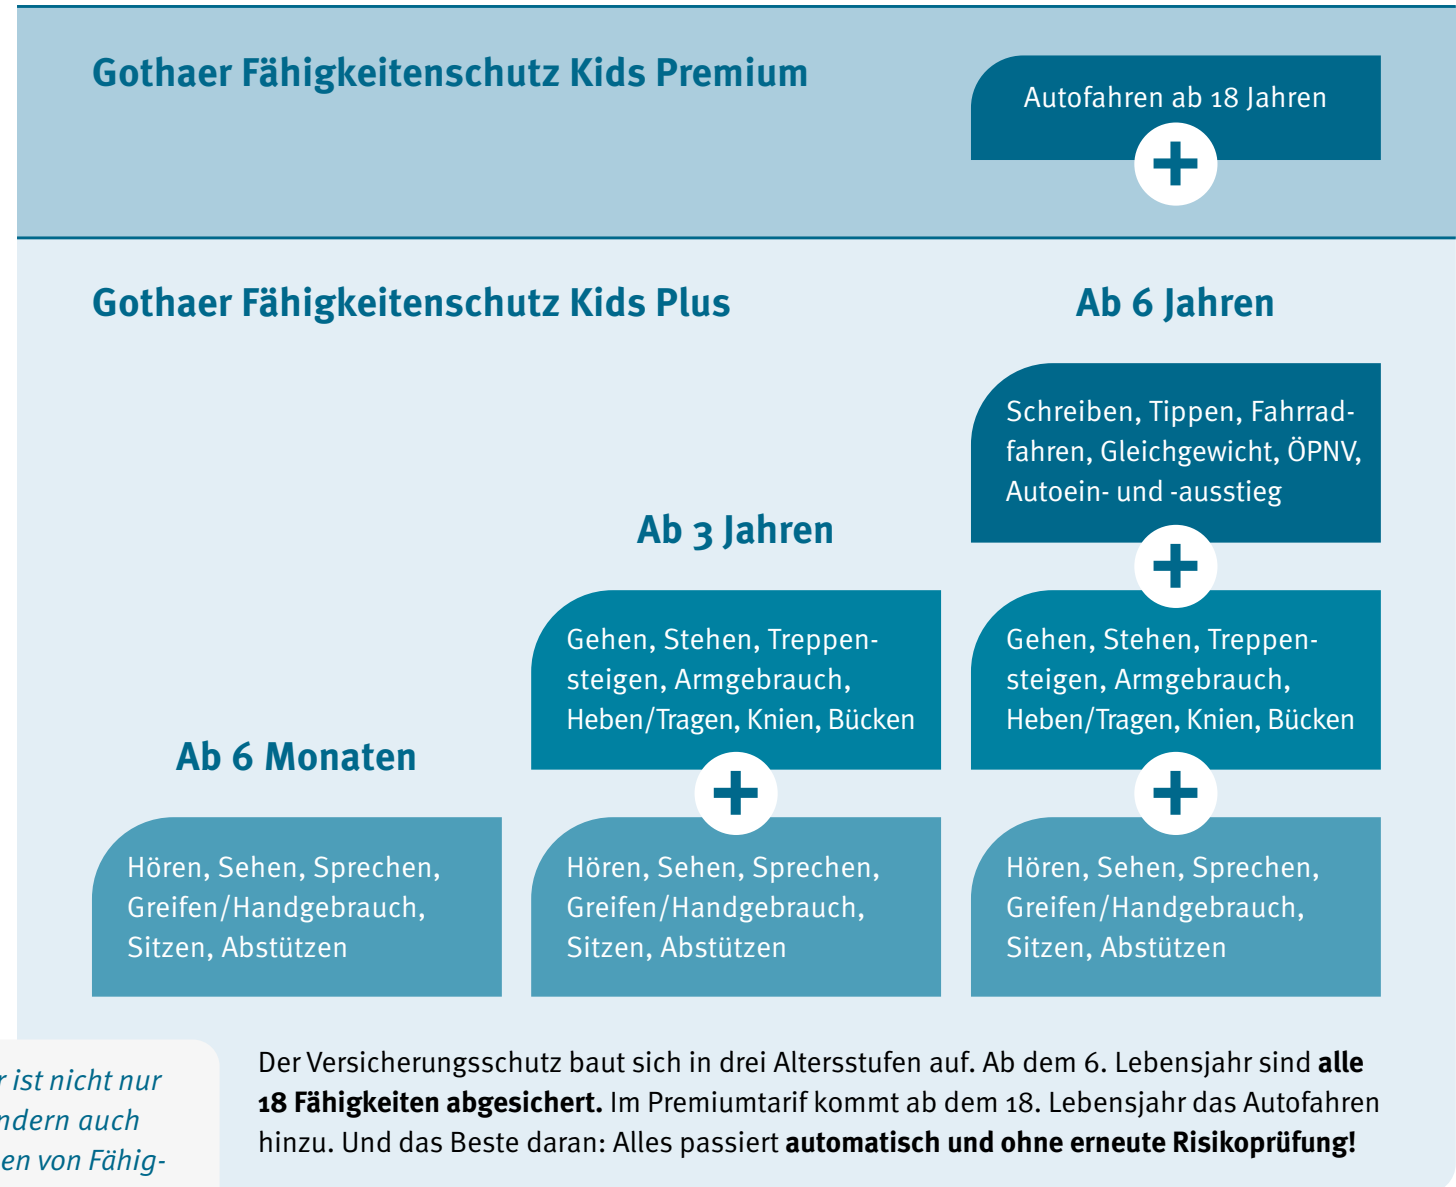 Gothaer Fähigkeitenschutz Kids Premium
Autofahren ab 18 Jahren
+
Gothaer Fähigkeitenschutz Kids Plus
Ab 6 Jahren
Schreiben, Tippen, Fahrrad-
fahren, Gleichgewicht, ÖPNV,
Autoein- und -ausstieg
+
Ab 3 Jahren
Gehen, Stehen, Treppen-
steigen, Armgebrauch,
Heben/Tragen, Knien, Bücken
+
Gehen, Stehen, Treppen-
steigen, Armgebrauch,
Heben/Tragen, Knien, Bücken
+
Ab 6 Monaten
Hören, Sehen, Sprechen,
Greifen/Handgebrauch,
Sitzen, Abstützen
Hören, Sehen, Sprechen,
Greifen/Handgebrauch,
Sitzen, Abstützen
Hören, Sehen, Sprechen,
Greifen/Handgebrauch,
Sitzen, Abstützen
ist nicht nur
ndern auch
en von Fähig-
Der Versicherungsschutz baut sich in drei Altersstufen auf. Ab dem 6. Lebensjahr sind alle
18 Fähigkeiten abgesichert. Im Premiumtarif kommt ab dem 18. Lebensjahr das Autofahren
hinzu. Und das Beste daran: Alles passiert automatisch und ohne erneute Risikoprüfung!